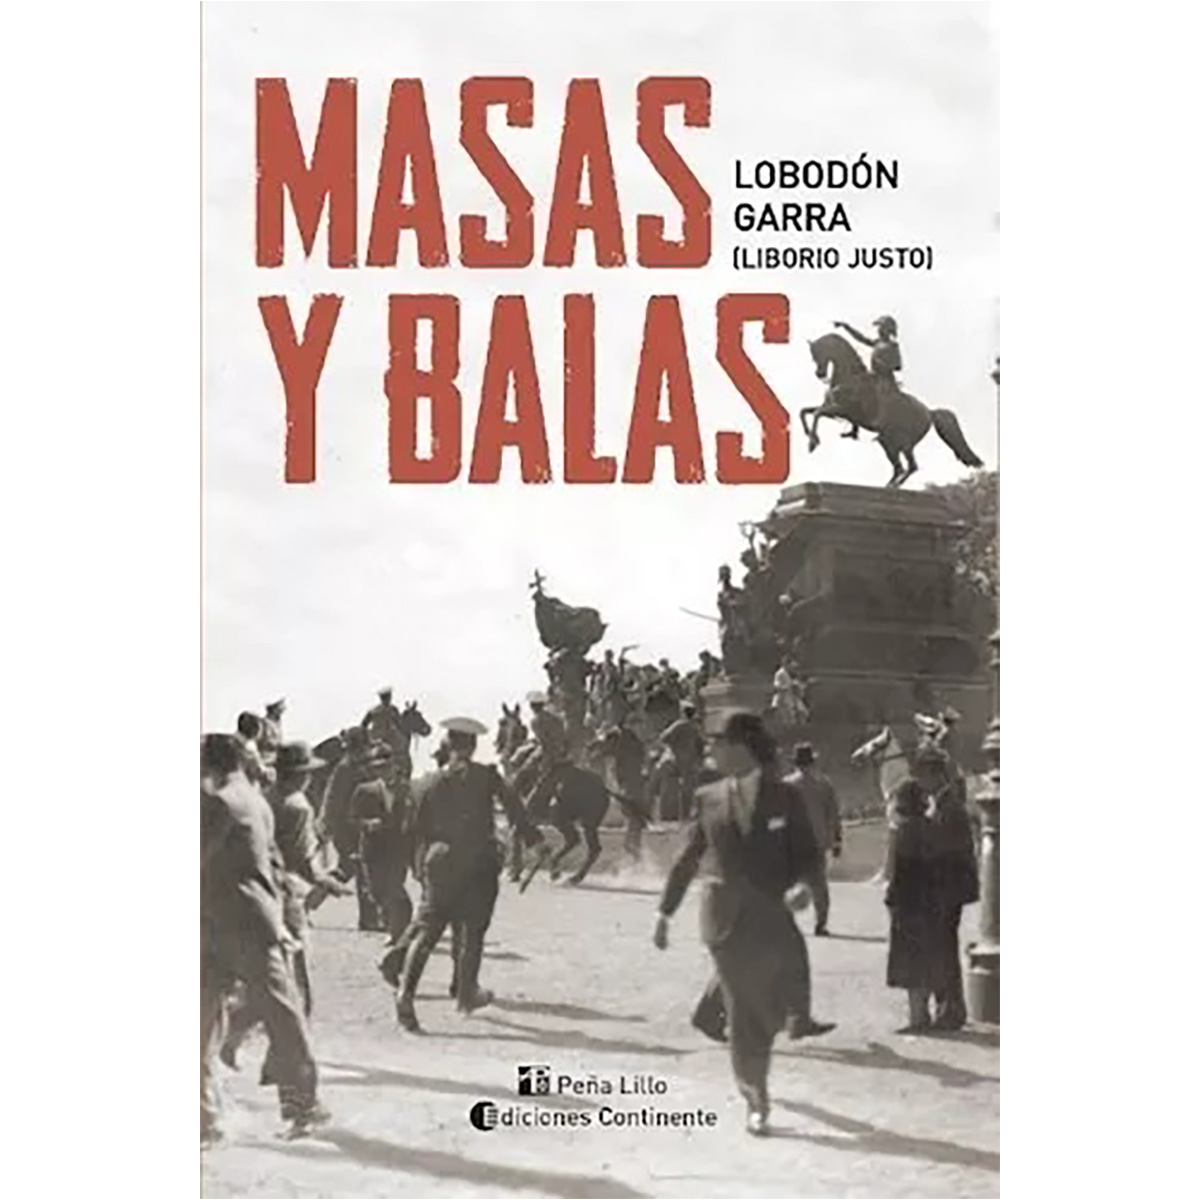 MASAS
Y BALAS
LOBODÓN
GARRA
(LIBORIO JUSTO)
Peña Lillo
Ediciones Continente